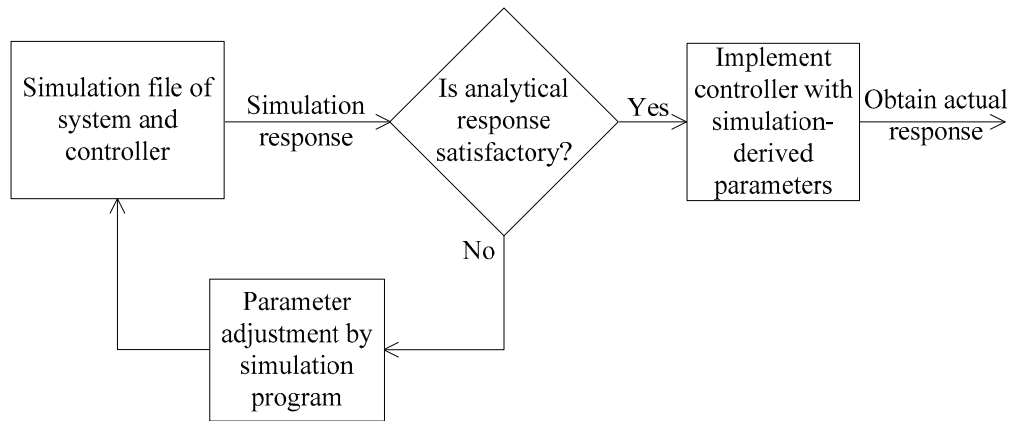 Simulation file of
system and
controller
Simulation
response
Is analytical
response
satisfactory?
Yes
Implement
controller with
simulation-
derived
parameters
Obtain actual
response
No
Parameter
adjustment by
simulation
program